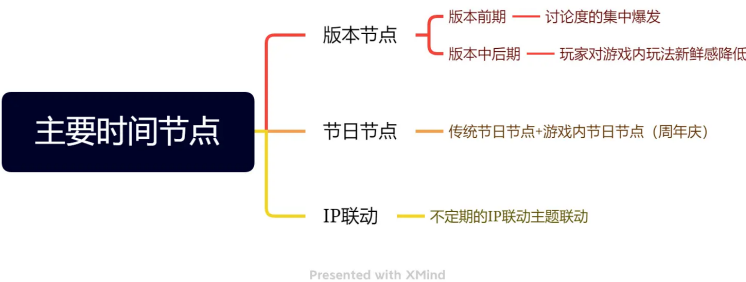 主要时间节点
版本节点
版本前期
讨论度的集中爆发
版本中后期
玩家对游戏内玩法新鲜感降低
节日节点
传统节日节点+游戏内节日节点（周年庆）
IP联动
不定期的IP联动主题联动
Presented with XMind